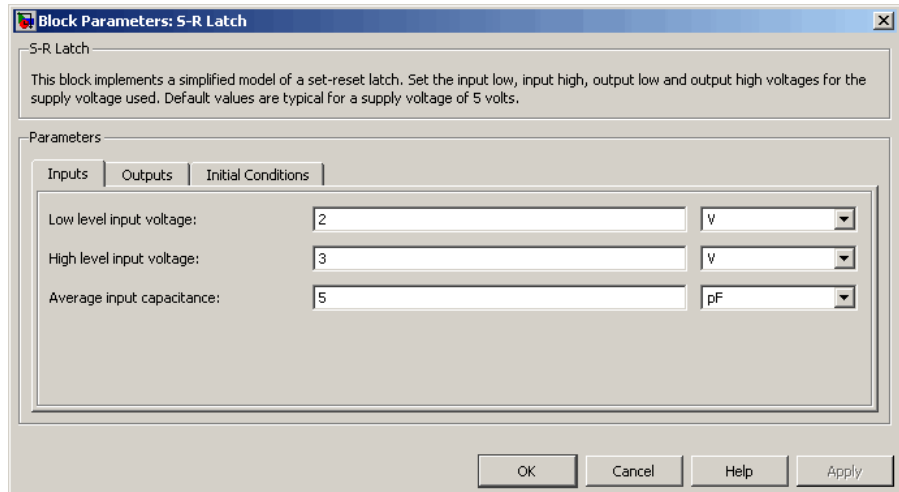 Block Parameters: S-R Latch
S-R Latch
This block implements a simplified model of a set-reset latch. Set the input low, input high, output low and output high voltages for the
supply voltage used. Default values are typical for a supply voltage of 5 volts.
Parameters
Inputs Outputs Initial Conditions
Low level input voltage: 2 V
High level input voltage: 3 V
Average input capacitance: 5 pF
OK Cancel Help Apply